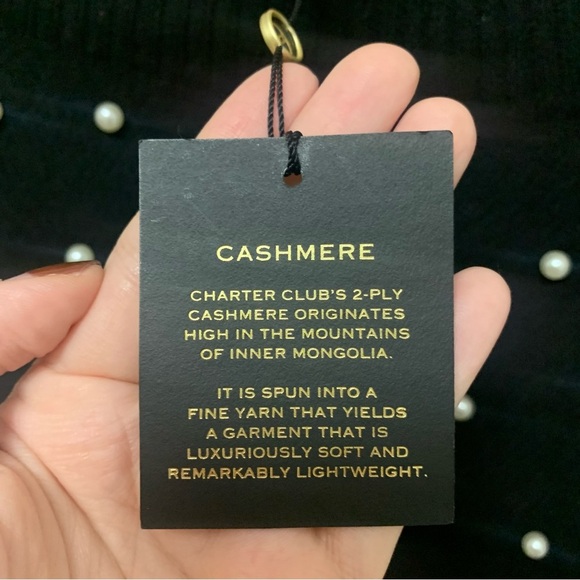 CASHMERE
CHARTER CLUB'S 2-PLY
CASHMERE ORIGINATES
HIGH IN THE MOUNTAINS
OF INNER MONGOLIA.
IT IS SPUN INTO A
FINE YARN THAT YIELDS
A GARMENT THAT IS
LUXURIOUSLY SOFT AND
REMARKABLY LIGHTWEIGHT.